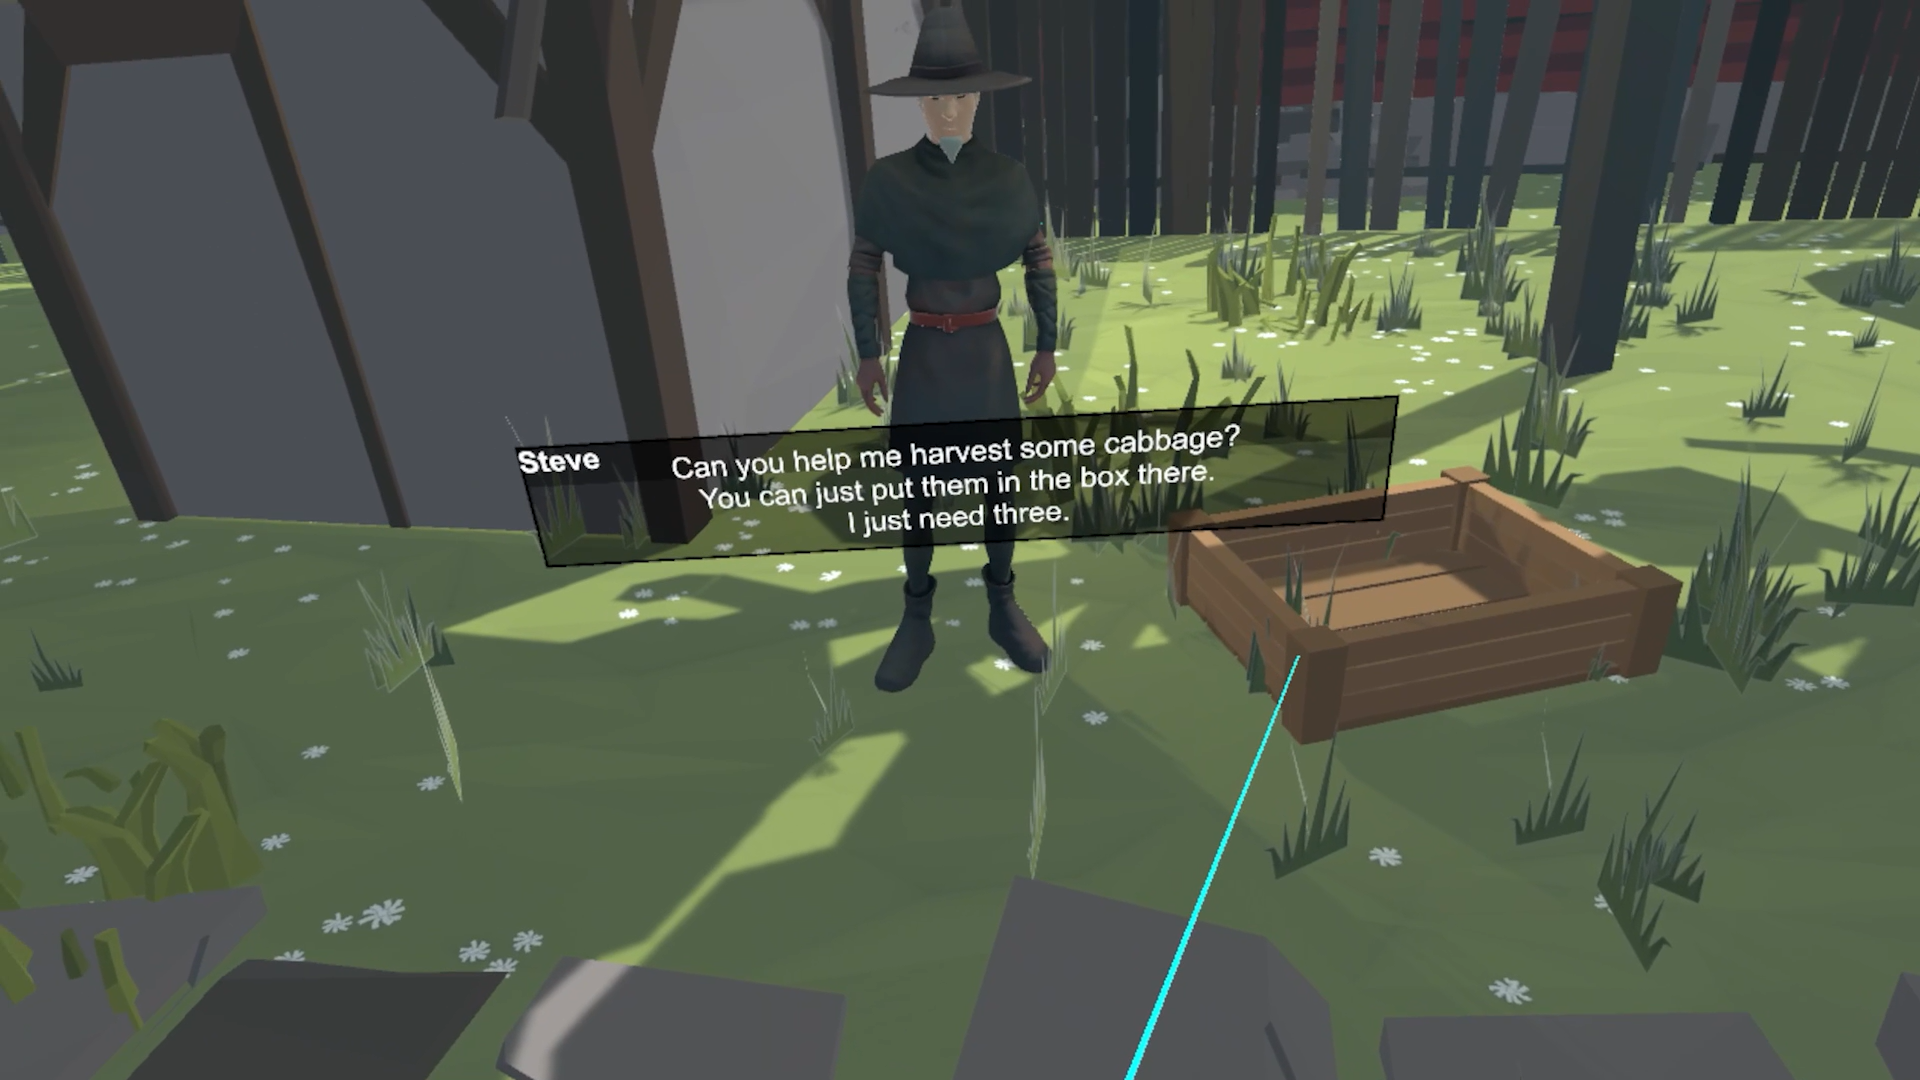 Steve
Can you help me harvest some cabbage?
You can just put them in the box there.
I just need three.